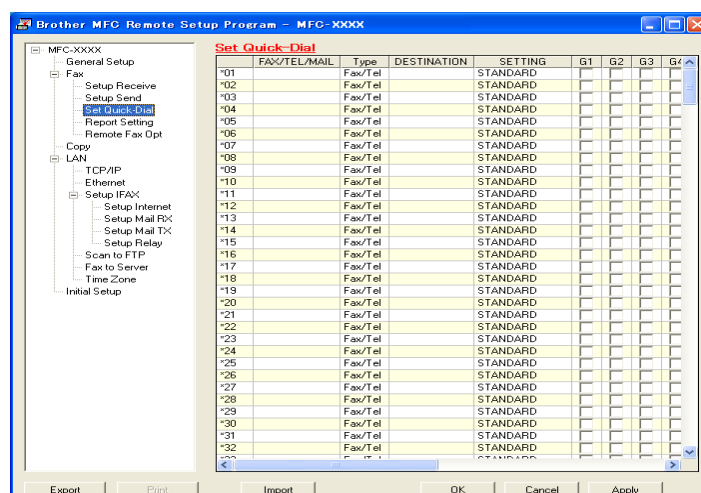 Brother MFC Remote Setup Program - MFC-XXXX
MFC-XXXX
General Setup
Fax
Setup Receive
Setup Send
Set Quick-Dial
Report Setting
Remote Fax Opt
Copy
LAN
TCP/IP
Ethernet
Setup IFAX
Setup Internet
Setup Mail RX
Setup Mail TX
Setup Relay
Scan to FTP
Fax to Server
Time Zone
Initial Setup
Set Quick-Dial
FAX/TEL/MAIL Type DESTINATION SETTING G1 G2 G3 G4
*01 Fax/Tel STANDARD
*02 Fax/Tel STANDARD
*03 Fax/Tel STANDARD
*04 Fax/Tel STANDARD
*05 Fax/Tel STANDARD
*06 Fax/Tel STANDARD
*07 Fax/Tel STANDARD
*08 Fax/Tel STANDARD
*09 Fax/Tel STANDARD
*10 Fax/Tel STANDARD
*11 Fax/Tel STANDARD
*12 Fax/Tel STANDARD
*13 Fax/Tel STANDARD
*14 Fax/Tel STANDARD
*15 Fax/Tel STANDARD
*16 Fax/Tel STANDARD
*17 Fax/Tel STANDARD
*18 Fax/Tel STANDARD
*19 Fax/Tel STANDARD
*20 Fax/Tel STANDARD
*21 Fax/Tel STANDARD
*22 Fax/Tel STANDARD
*23 Fax/Tel STANDARD
*24 Fax/Tel STANDARD
*25 Fax/Tel STANDARD
*26 Fax/Tel STANDARD
*27 Fax/Tel STANDARD
*28 Fax/Tel STANDARD
*29 Fax/Tel STANDARD
*30 Fax/Tel STANDARD
*31 Fax/Tel STANDARD
*32 Fax/Tel STANDARD
Export Print Import OK Cancel Apply